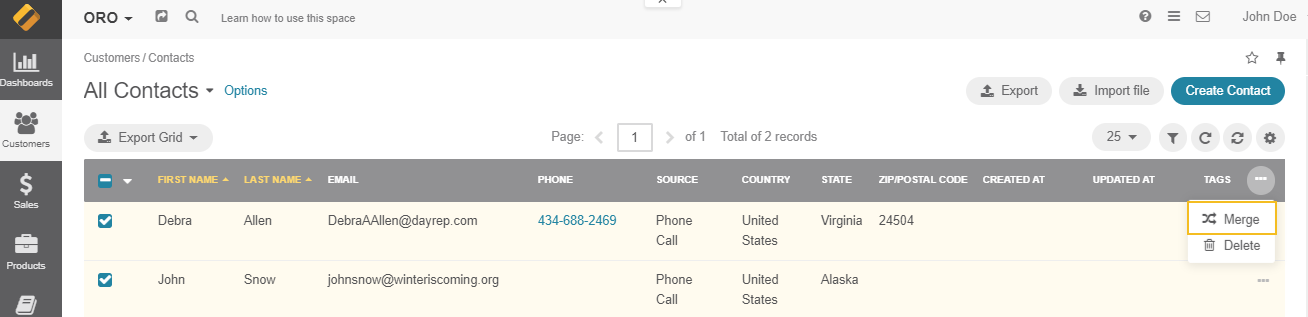 ORO Learn how to use this space John Doe
Dashboards
Customers
Sales
Products
Customers / Contacts
All Contacts Options Export Import file Create Contact
Export Grid Page: 1 of 1 Total of 2 records 25
FIRST NAME LAST NAME EMAIL PHONE SOURCE COUNTRY STATE ZIP/POSTAL CODE CREATED AT UPDATED AT TAGS
Debra Allen DebraAAllen@dayrep.com 434-688-2469 Phone Call United States Virginia 24504
Merge
Delete
John Snow johnsnow@winteriscoming.org Phone Call United States Alaska